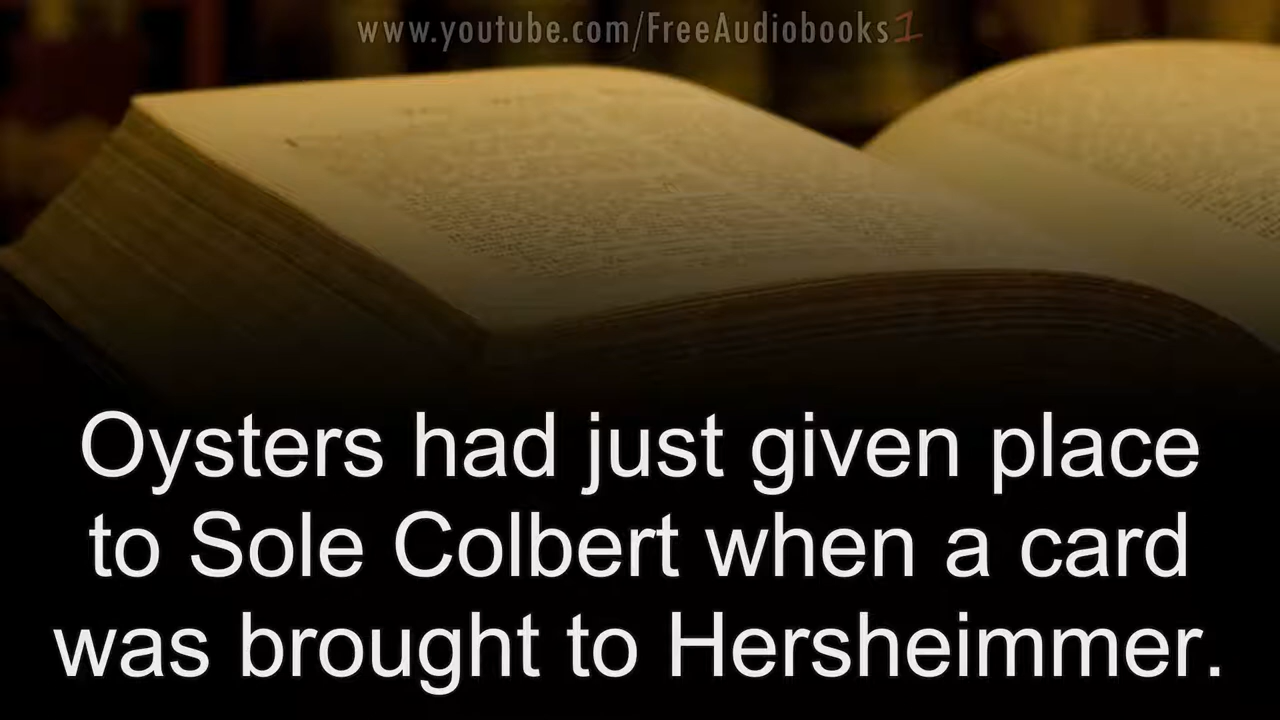 www.youtube.com/FreeAudiobooks1
Oysters had just given place
to Sole Colbert when a card
was brought to Hersheimmer.